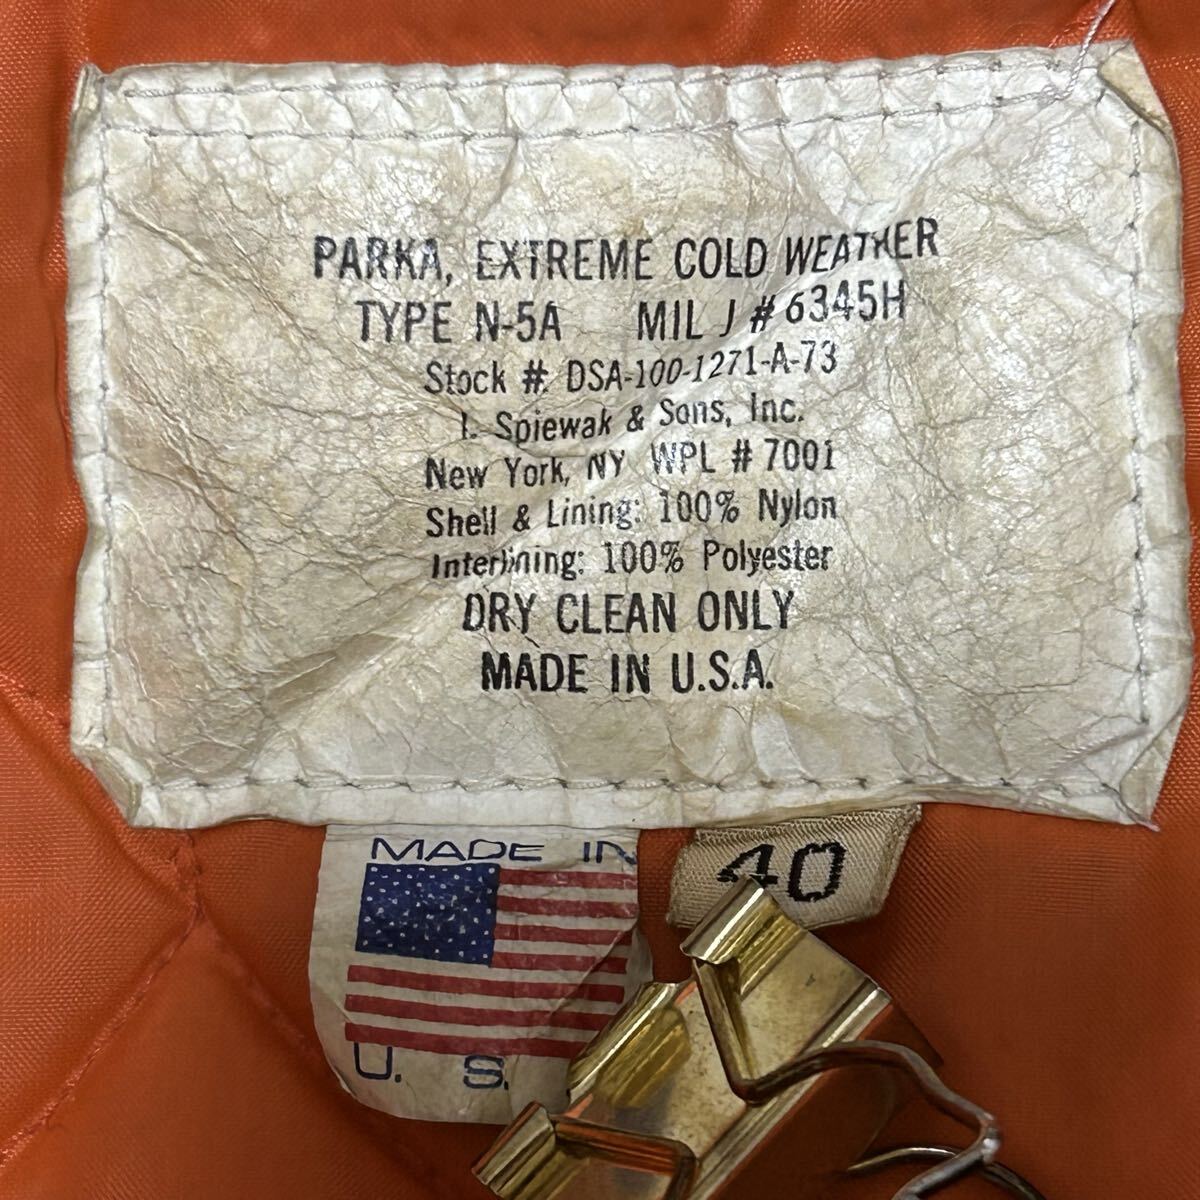 PARKA, EXTREME COLD WEATHER
TYPE N-5A MIL J # 6345H
Stock #: DSA-100-1271-A-73
I. Spiewak & Sons, Inc.
New York, NY WPL # 7001
Shell & Lining: 100% Nylon
Interlining: 100% Polyester
DRY CLEAN ONLY
MADE IN U.S.A.
MADE IN
U. S.
40